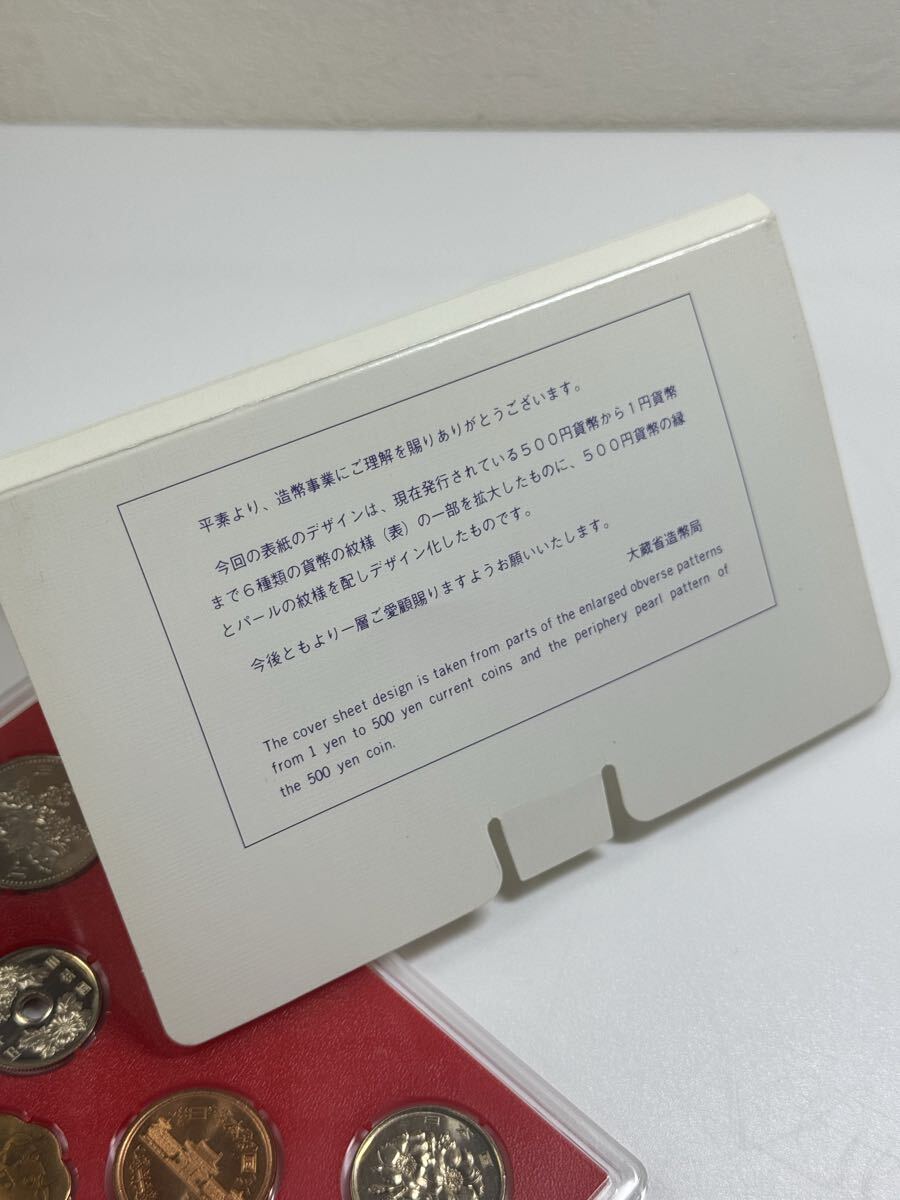 平素より、造幣事業にご理解を賜りありがとうございます。
今回の表紙のデザインは、現在発行されている500円貨幣から1円貨幣
まで6種類の貨幣の紋様(表)の一部を拡大したものに、500円貨幣の縁
とパールの紋様を配しデザイン化したものです。
今後ともより一層ご愛顧賜りますようお願いいたします。
大蔵省造幣局
The cover sheet design is taken from parts of the enlarged obverse patterns
from 1 yen to 500 yen current coins and the periphery pearl pattern of
the 500 yen coin.
日本国